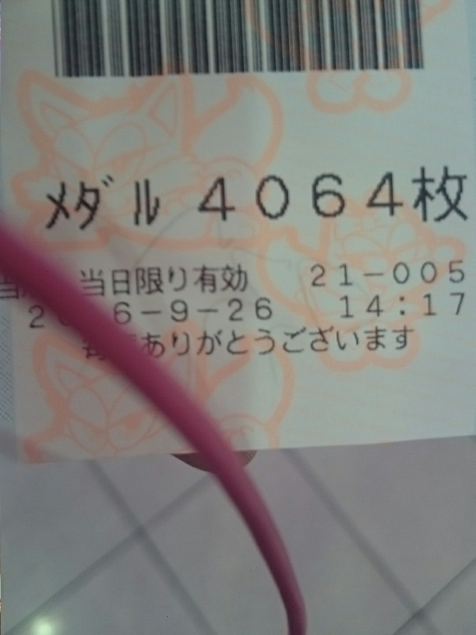 メダル 4064枚
当日限り有効 21-005
6-9-26 14:17
ありがとうございます